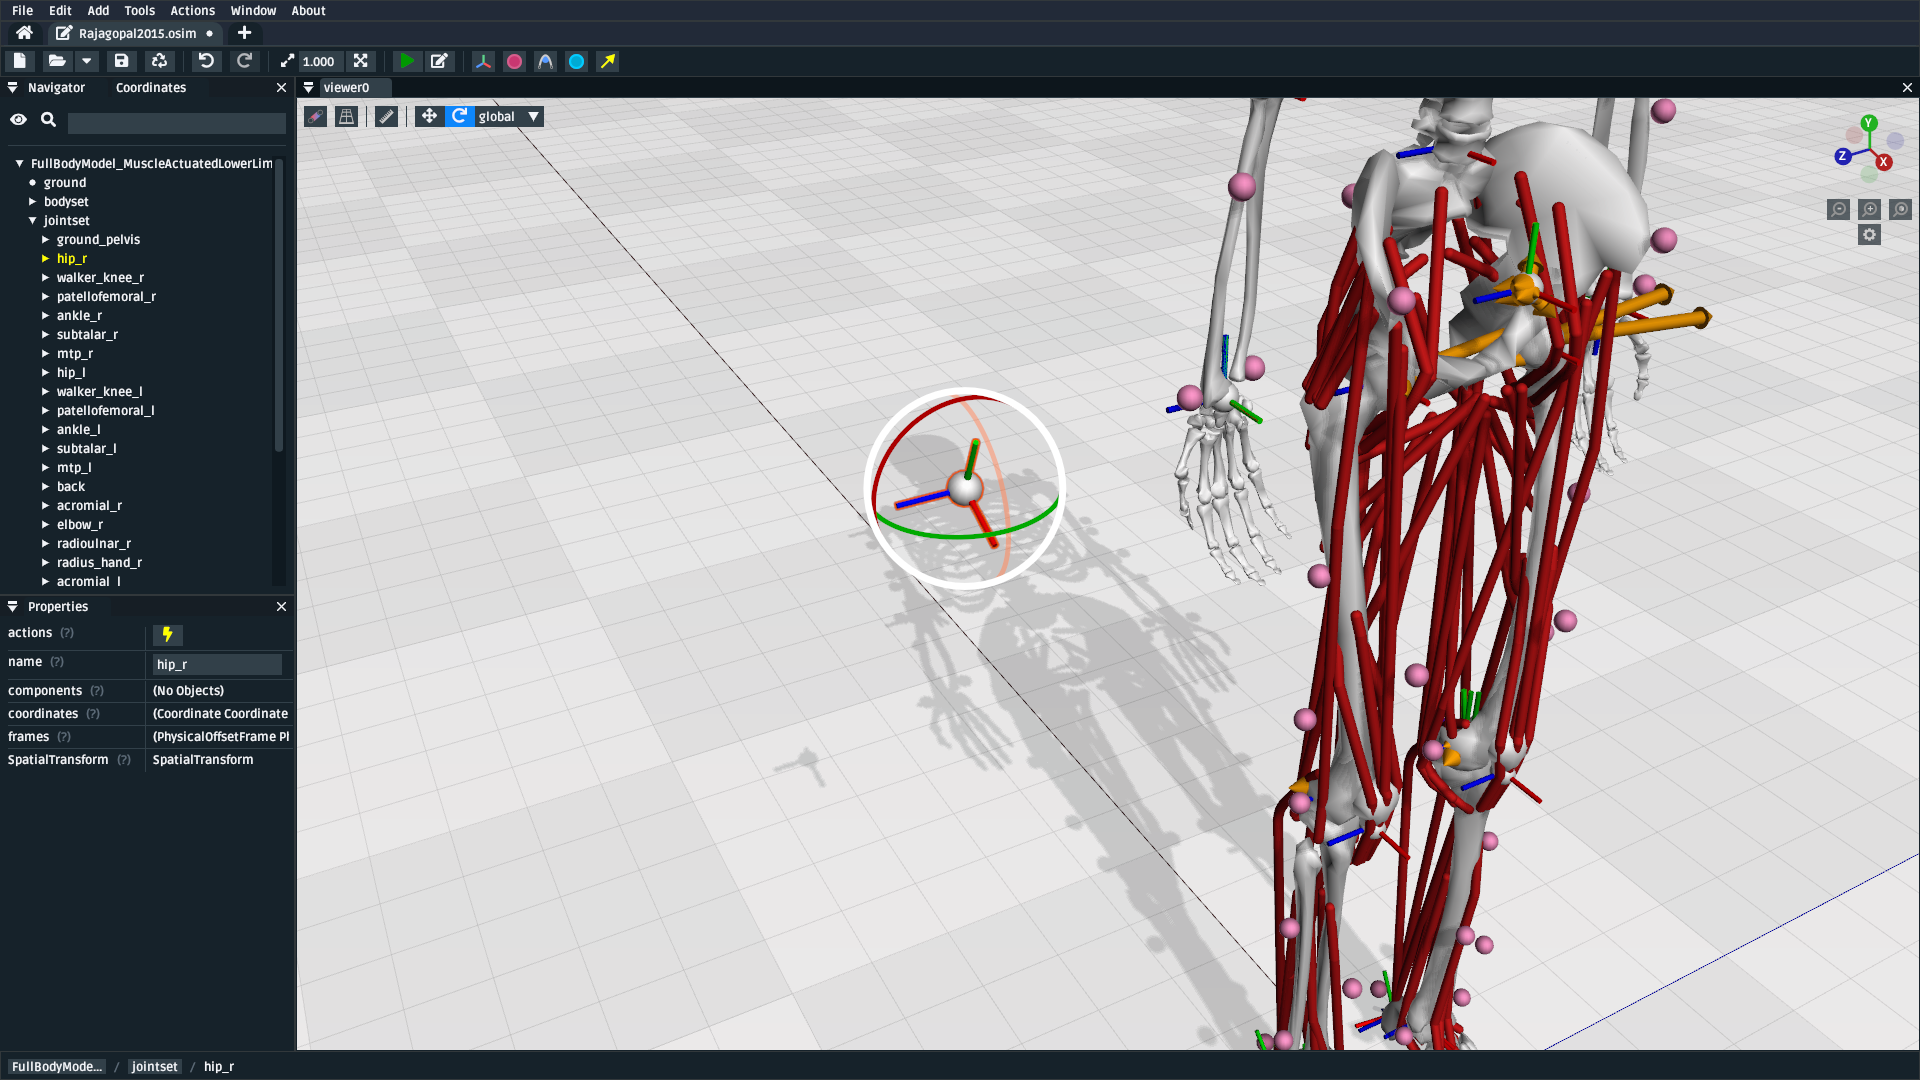 File Edit Add Tools Actions Window About
Rajagopal2015.osim
1.000
Navigator Coordinates
viewer0
global
Y
Z
X
FullBodyModel_MuscleActuatedLowerLim
ground
bodyset
jointset
ground_pelvis
hip_r
walker_knee_r
patellofemoral_r
ankle_r
subtalar_r
mtp_r
hip_l
walker_knee_l
patellofemoral_l
ankle_l
subtalar_l
mtp_l
back
acromial_r
elbow_r
radioulnar_r
radius_hand_r
acromial_l
Properties
actions (?)
name (?) hip_r
components (?) (No Objects)
coordinates (?) (Coordinate Coordinate
frames (?) (PhysicalOffsetFrame Pl
SpatialTransform (?) SpatialTransform
FullBodyMode... / jointset / hip_r